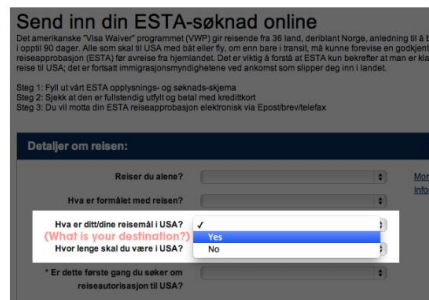 Send inn din ESTA-søknad online
Det amerikanske "Visa Waiver" programmet (VWP) gir reisende fra 36 land, deriblant Norge, anledning til å b
i opptil 90 dager. Alle som skal til USA med båt eller fly, om enn bare i transit, må kunne forevise en godkjent
reiseapprobasjon (ESTA) før avreise fra hjemlandet. Det er viktig å forstå at ESTA kun bekrefter at man er kla
reise til USA; det er fortsatt immigrasjonsmyndighetene ved ankomst som slipper deg inn i landet.
Steg 1: Fyll ut vårt ESTA opplysnings- og søknads-skjema
Steg 2: Sjekk at den er fullstendig utfylt og betal med kredittkort
Steg 3: Du vil motta din ESTA reiseapprobasjon elektronisk via Epost/brev/telefax
Detaljer om reisen:
Reiser du alene?
Mor
Hva er formålet med reisen?
Info
Hva er ditt/dine reisemål i USA? ✓
(What is your destination?) Yes
Hvor lenge skal du være i USA? No
* Er dette første gang du søker om
reiseautorisasjon til USA?